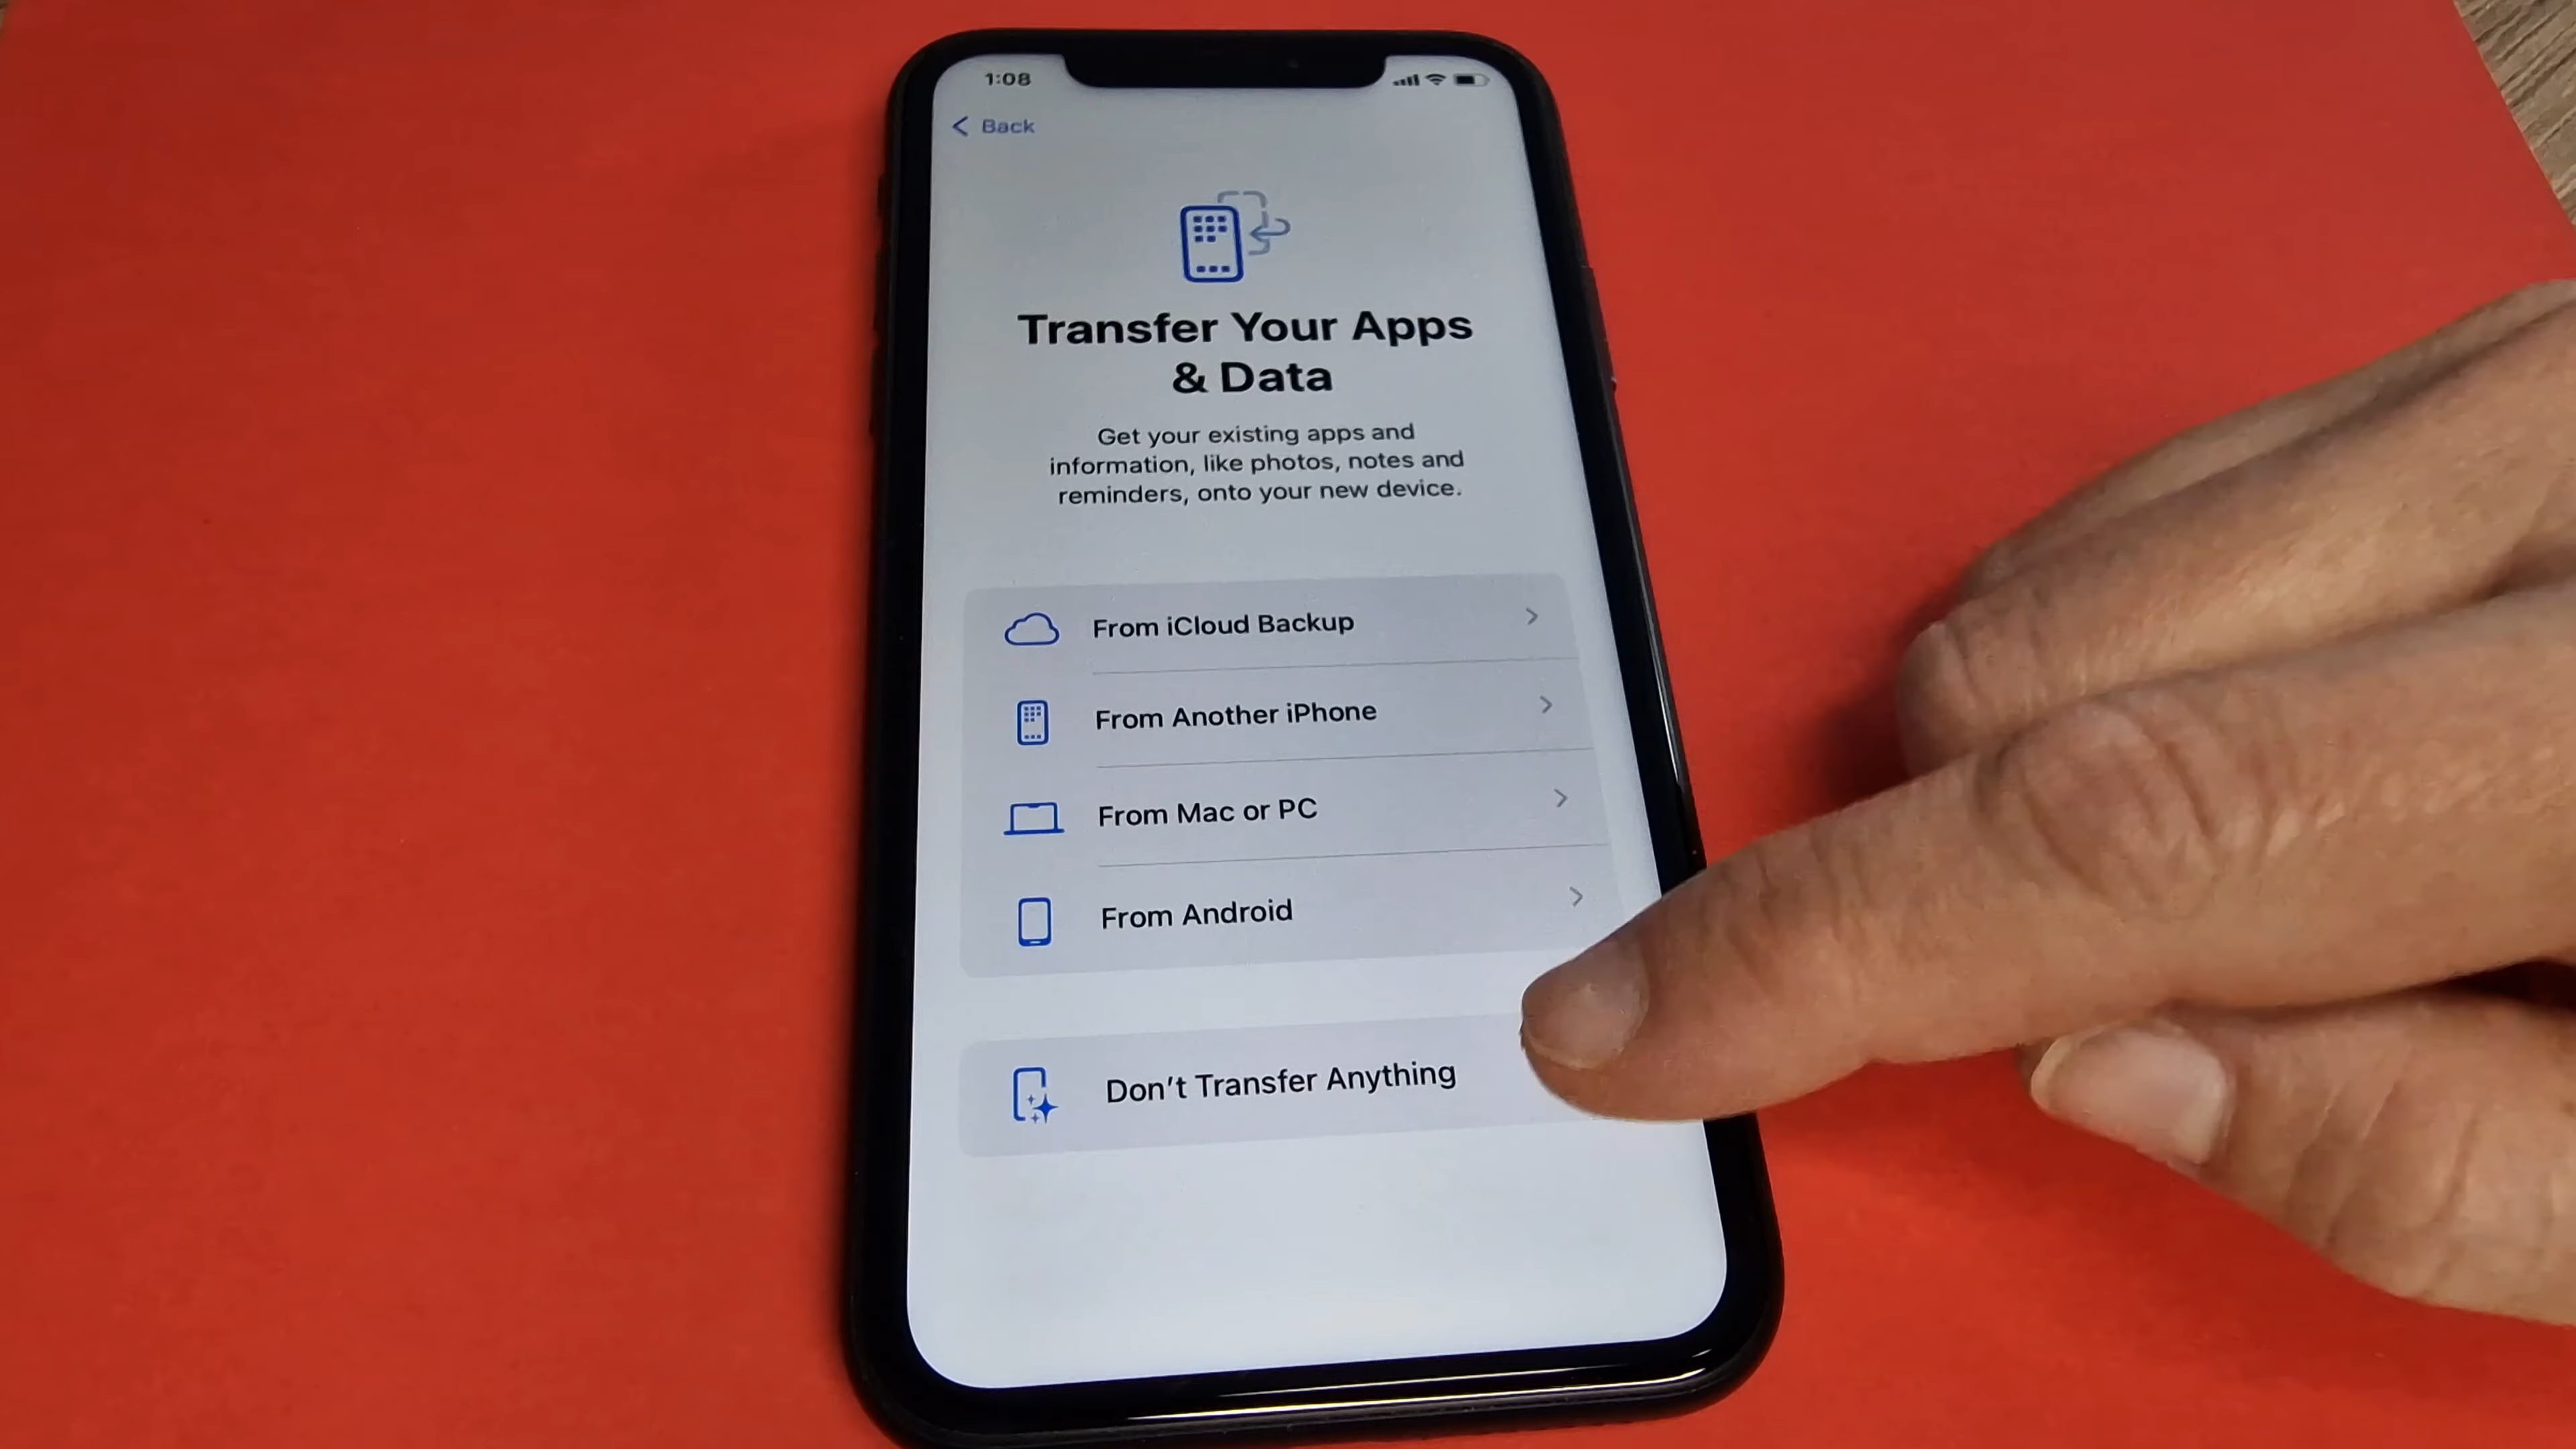 1:08
Back
Transfer Your Apps
& Data
Get your existing apps and
information, like photos, notes and
reminders, onto your new device.
From iCloud Backup
From Another iPhone
From Mac or PC
From Android
Don't Transfer Anything